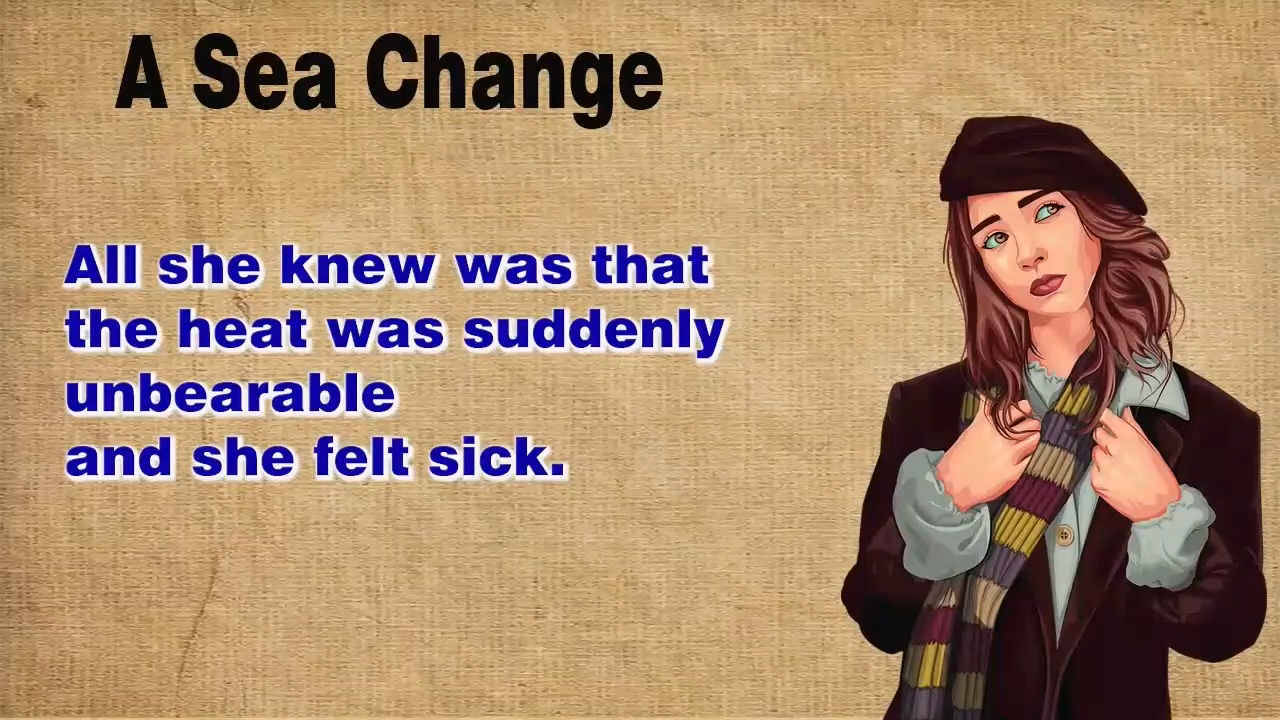 A Sea Change
All she knew was that
the heat was suddenly
unbearable
and she felt sick.